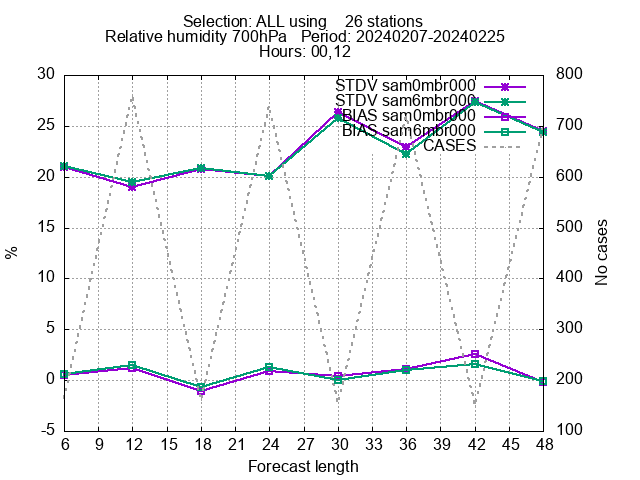 Selection: ALL using    26 stations
Relative humidity 700hPa   Period: 20240207-20240225
Hours: 00,12
STDV sam0mbr000
STDV sam6mbr000
BIAS sam0mbr000
BIAS sam6mbr000
CASES
30
25
20
15
10
5
0
-5
%
800
700
600
500
400
300
200
100
No cases
6 9 12 15 18 21 24 27 30 33 36 39 42 45 48
Forecast length